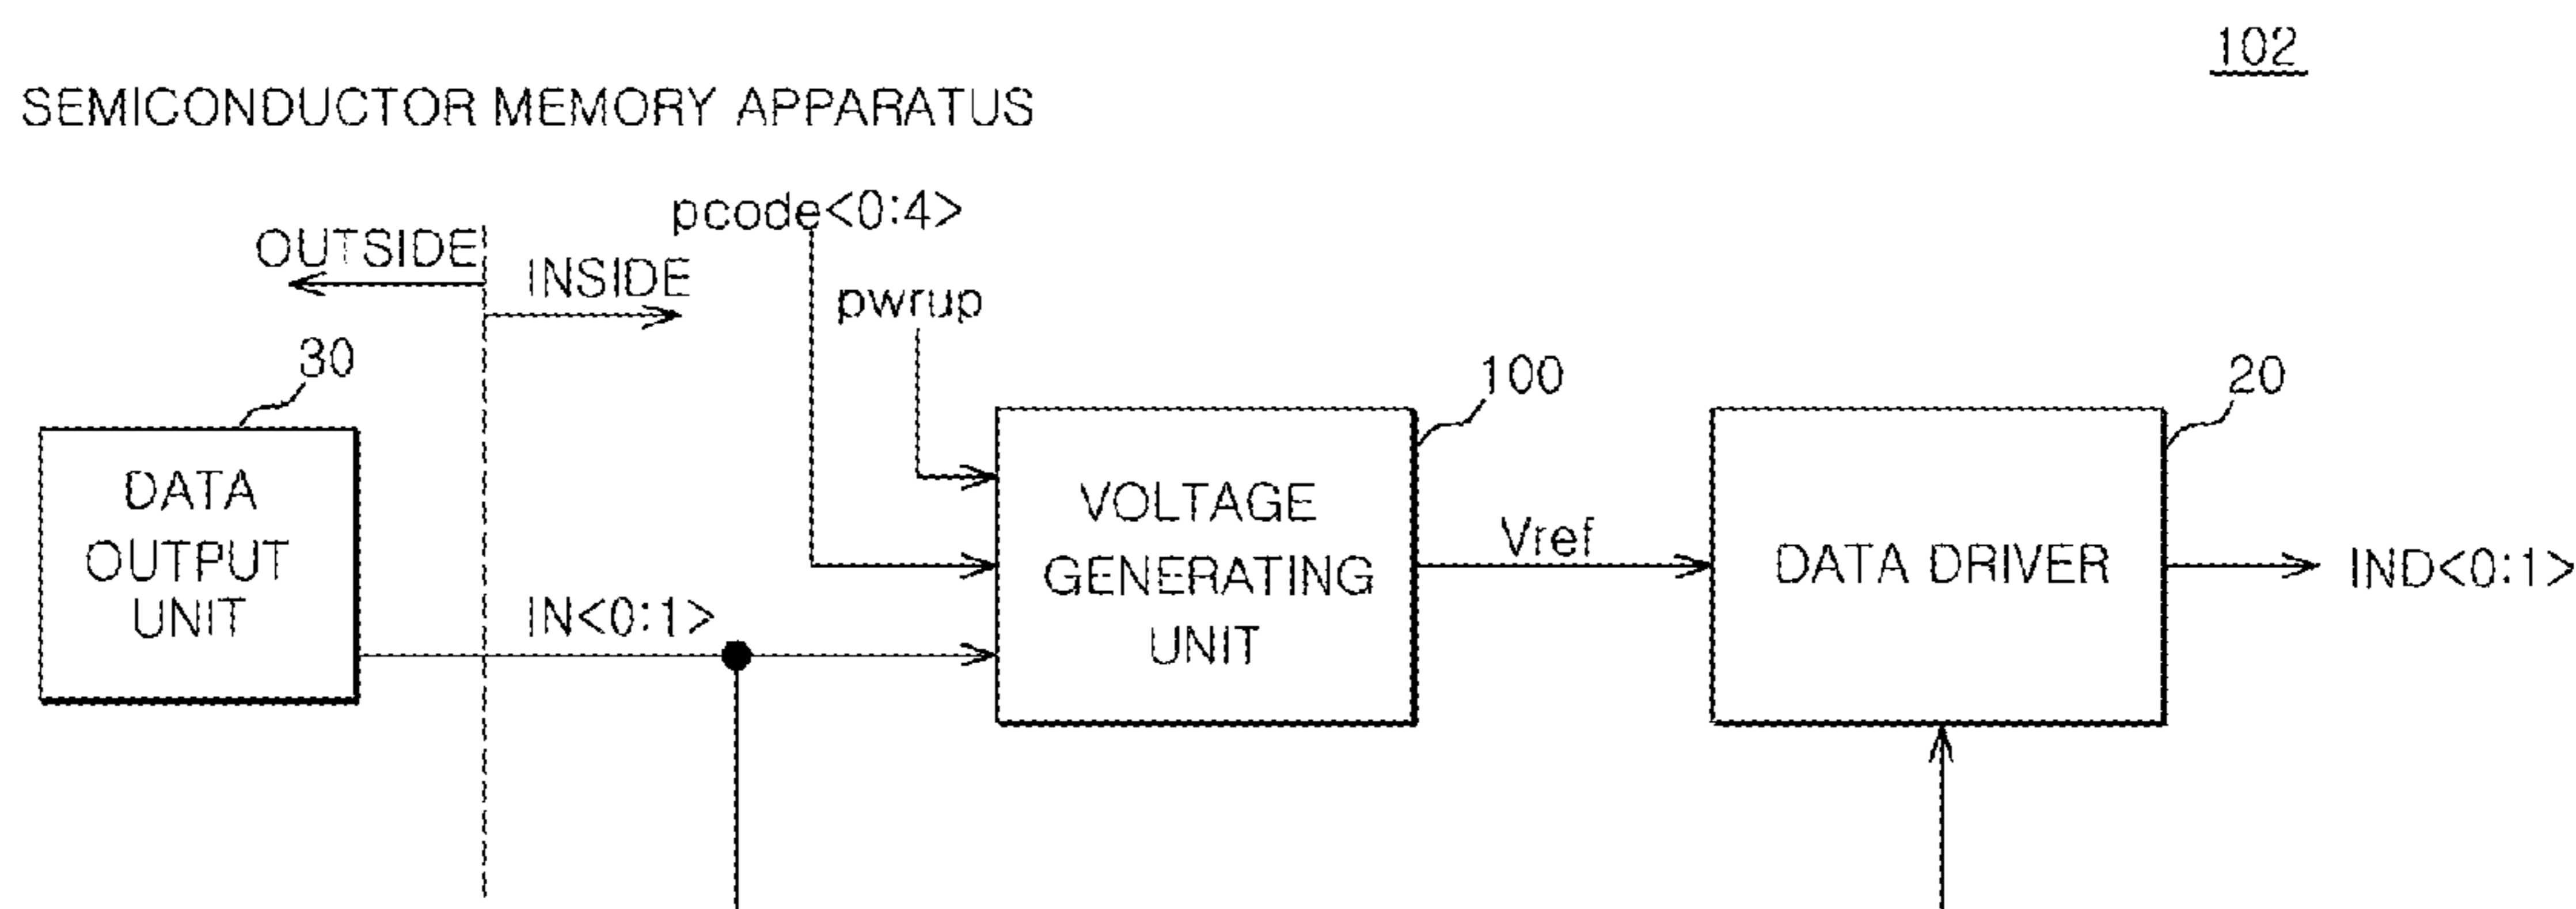 102
SEMICONDUCTOR MEMORY APPARATUS
pcode<0:4>
OUTSIDE
INSIDE
pwrup
30
100
20
DATA
OUTPUT
UNIT
VOLTAGE
GENERATING
UNIT
Vref
DATA DRIVER
IND<0:1>
IN<0:1>